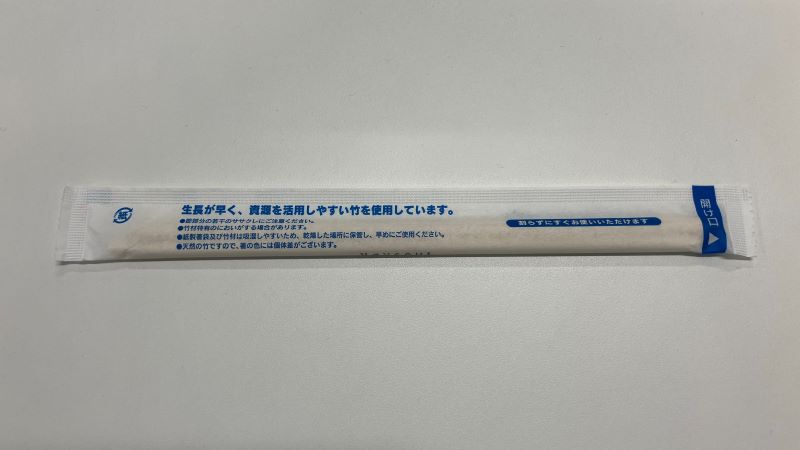 紙
生長が早く、資源を活用しやすい竹を使用しています。
●節部分の若干のササクレにご注意ください。
●竹材特有のにおいがする場合があります。
●紙製箸袋及び竹材は吸湿しやすいため、乾燥した場所に保管し、早めにご使用ください。
●天然の竹ですので、箸の色には個体差がございます。
割らずにすぐお使いいただけます
開け口